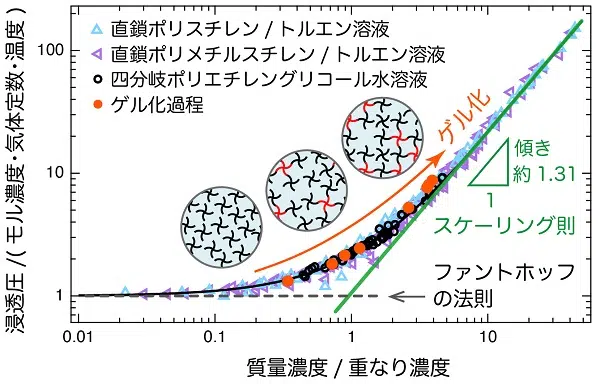 直鎖ポリスチレン / トルエン溶液
直鎖ポリメチルスチレン / トルエン溶液
四分岐ポリエチレングリコール水溶液
ゲル化過程
ゲル化
傾き
約 1.31
1
スケーリング則
ファントホッフ
の法則
浸透圧 /( モル濃度・気体定数・温度)
100
10
1
0.01
0.1
1
10
質量濃度 / 重なり濃度